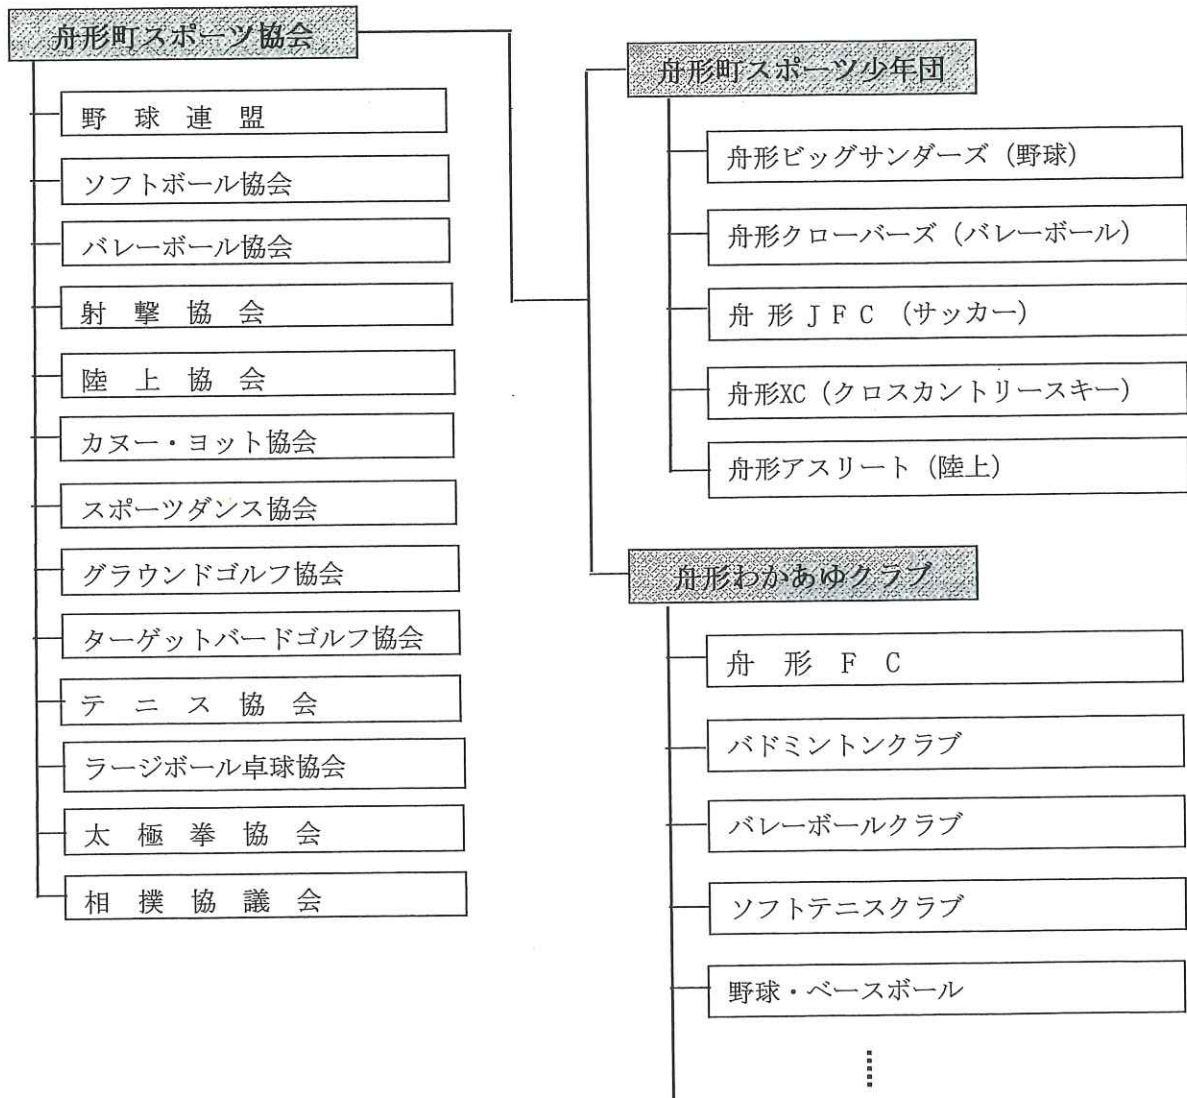 舟形町スポーツ協会
野球連盟
ソフトボール協会
バレーボール協会
射撃協会
陸上協会
カヌー・ヨット協会
スポーツダンス協会
グラウンドゴルフ協会
ターゲットバードゴルフ協会
テニス協会
ラージボール卓球協会
太極拳協会
相撲協議会
舟形町スポーツ少年団
舟形ビッグサンダーズ（野球）
舟形クローバーズ（バレーボール）
舟形JFC（サッカー）
舟形XC（クロスカントリースキー）
舟形アスリート（陸上）
舟形わかあゆクラブ
舟形FC
バドミントンクラブ
バレーボールクラブ
ソフトテニスクラブ
野球・ベースボール